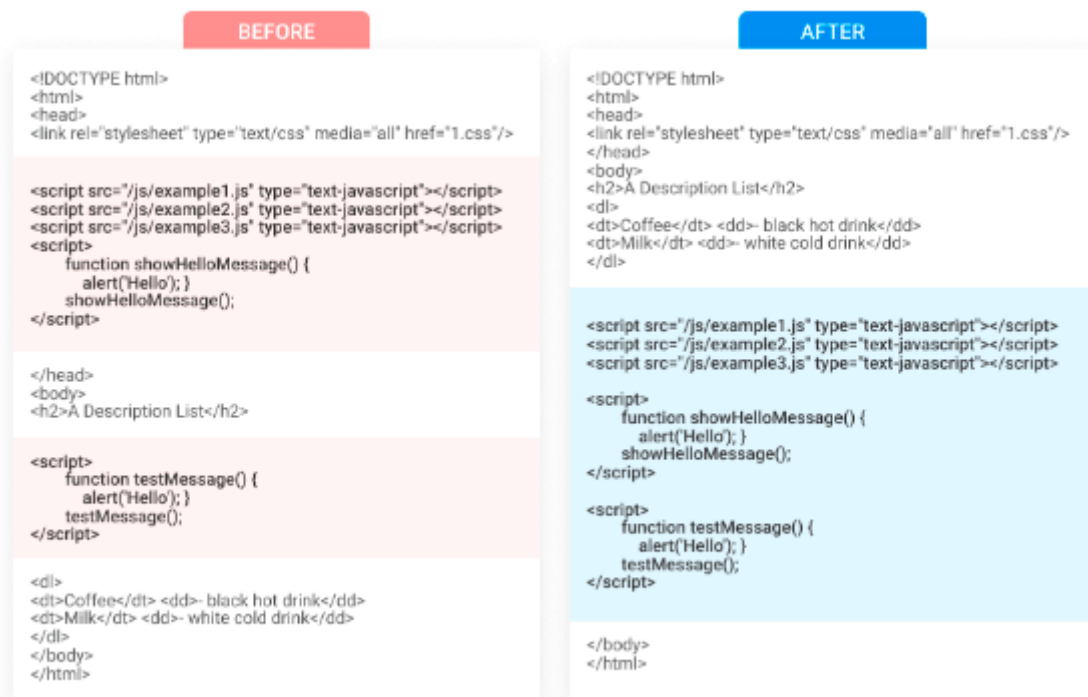 BEFORE
<!DOCTYPE html>
<html>
<head>
<link rel="stylesheet" type="text/css" media="all" href="1.css"/>
<script src="/js/example1.js" type="text-javascript"></script>
<script src="/js/example2.js" type="text-javascript"></script>
<script src="/js/example3.js" type="text-javascript"></script>
<script>
function showHelloMessage() {
alert('Hello'); }
showHelloMessage();
</script>
</head>
<body>
<h2>A Description List</h2>
<script>
function testMessage() {
alert('Hello'); }
testMessage();
</script>
<dl>
<dt>Coffee</dt> <dd>- black hot drink</dd>
<dt>Milk</dt> <dd>- white cold drink</dd>
</dl>
</body>
</html>
AFTER
<!DOCTYPE html>
<html>
<head>
<link rel="stylesheet" type="text/css" media="all" href="1.css"/>
</head>
<body>
<h2>A Description List</h2>
<dl>
<dt>Coffee</dt> <dd>- black hot drink</dd>
<dt>Milk</dt> <dd>- white cold drink</dd>
</dl>
<script src="/js/example1.js" type="text-javascript"></script>
<script src="/js/example2.js" type="text-javascript"></script>
<script src="/js/example3.js" type="text-javascript"></script>
<script>
function showHelloMessage() {
alert('Hello'); }
showHelloMessage();
</script>
<script>
function testMessage() {
alert('Hello'); }
testMessage();
</script>
</body>
</html>